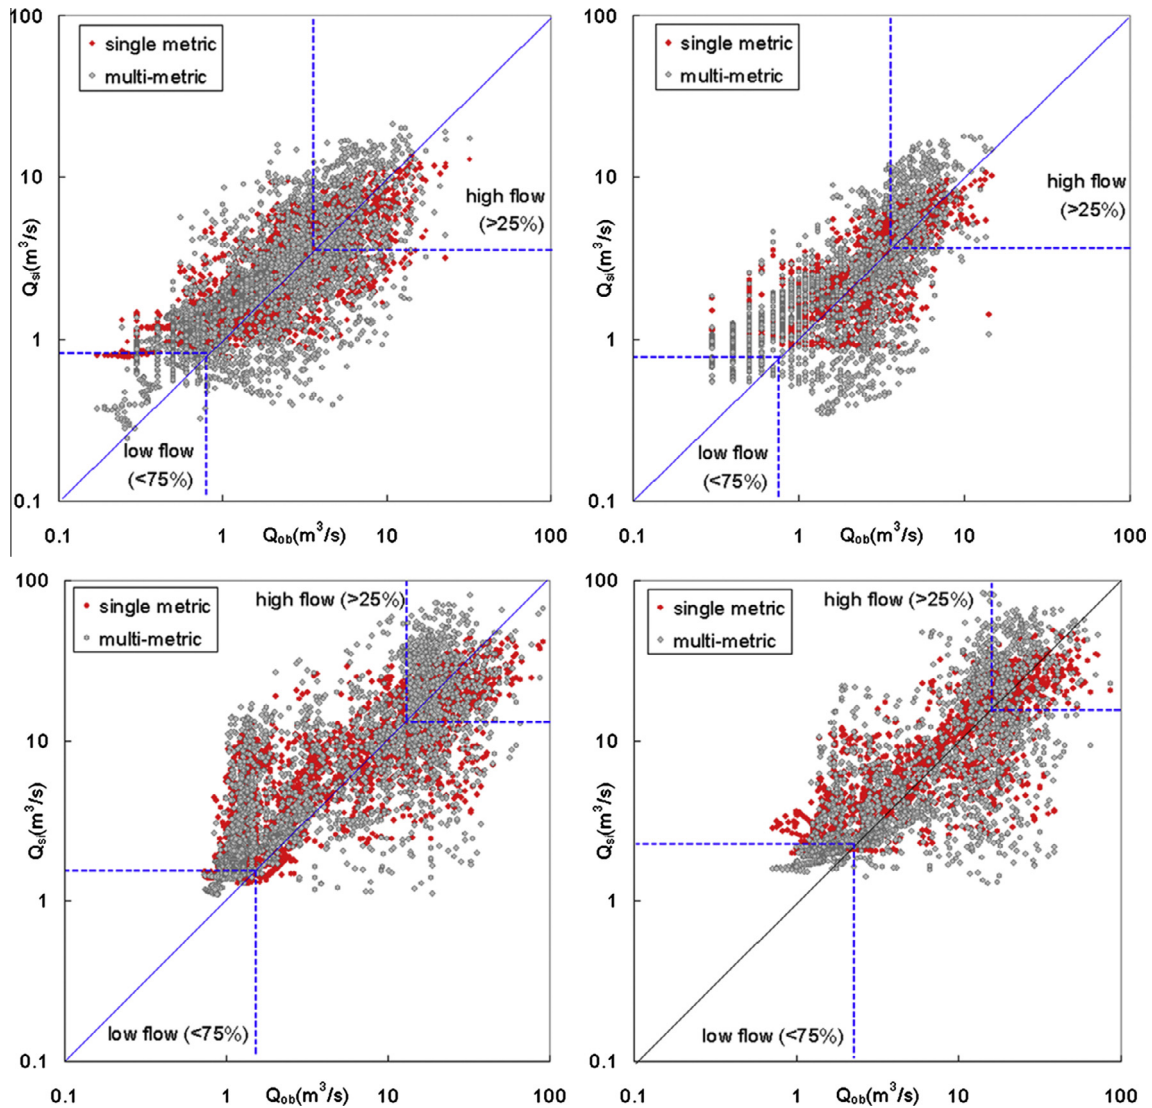 100
single metric
multi-metric
10
high flow
(>25%)
Qsi(m³/s)
1
low flow
(<75%)
0.1
0.1 1 Qob(m³/s) 10 100
100
single metric
multi-metric
10
high flow
(>25%)
Qsi(m³/s)
1
low flow
(<75%)
0.1
0.1 1 Qob(m³/s) 10 100
100
single metric
multi-metric
high flow (>25%)
10
Qsi(m³/s)
1
low flow (<75%)
0.1
0.1 1 Qob(m³/s) 10 100
100
single metric
multi-metric
high flow (>25%)
10
Qsi(m³/s)
1
low flow (<75%)
0.1
0.1 1 Qob(m³/s) 10 100